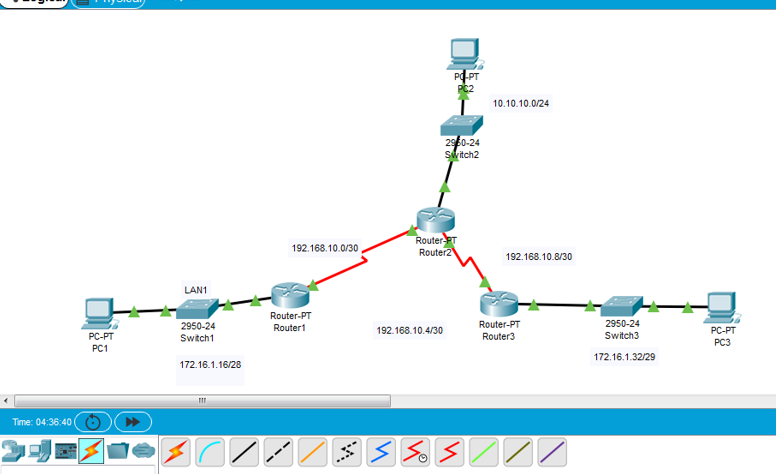 Logical
Physical
PC-PT
PC2
10.10.10.0/24
2950-24
Switch2
Router-PT
Router2
192.168.10.0/30
192.168.10.8/30
LAN1
Router-PT
Router1
PC-PT
PC1
2950-24
Switch1
192.168.10.4/30
Router-PT
Router3
2950-24
Switch3
PC-PT
PC3
172.16.1.16/28
172.16.1.32/29
Time: 04:36:40